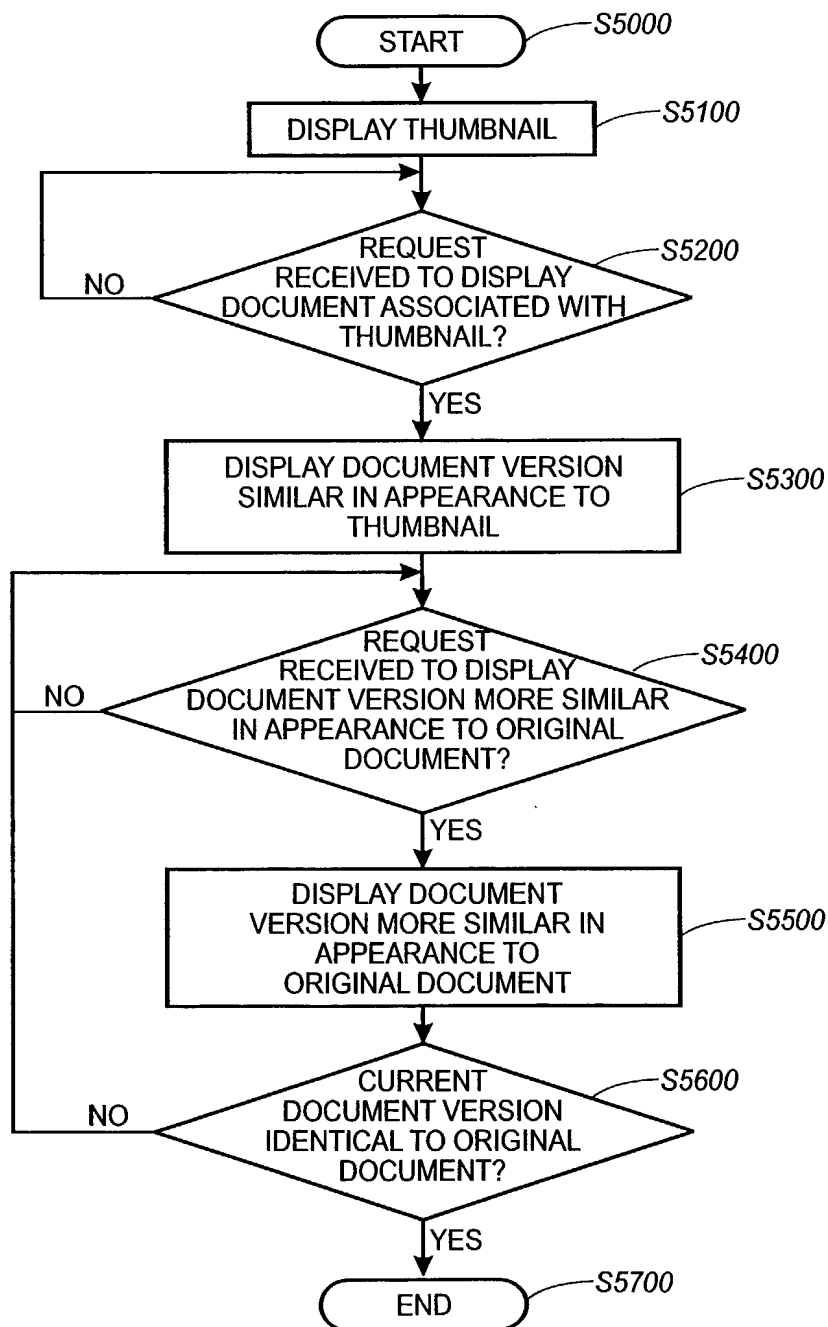 START
S5000
DISPLAY THUMBNAIL
S5100
REQUEST
RECEIVED TO DISPLAY
DOCUMENT ASSOCIATED WITH
THUMBNAIL?
S5200
NO
YES
DISPLAY DOCUMENT VERSION
SIMILAR IN APPEARANCE TO
THUMBNAIL
S5300
REQUEST
RECEIVED TO DISPLAY
DOCUMENT VERSION MORE SIMILAR
IN APPEARANCE TO ORIGINAL
DOCUMENT?
S5400
NO
YES
DISPLAY DOCUMENT
VERSION MORE SIMILAR IN
APPEARANCE TO
ORIGINAL DOCUMENT
S5500
CURRENT
DOCUMENT VERSION
IDENTICAL TO ORIGINAL
DOCUMENT?
S5600
NO
YES
END
S5700